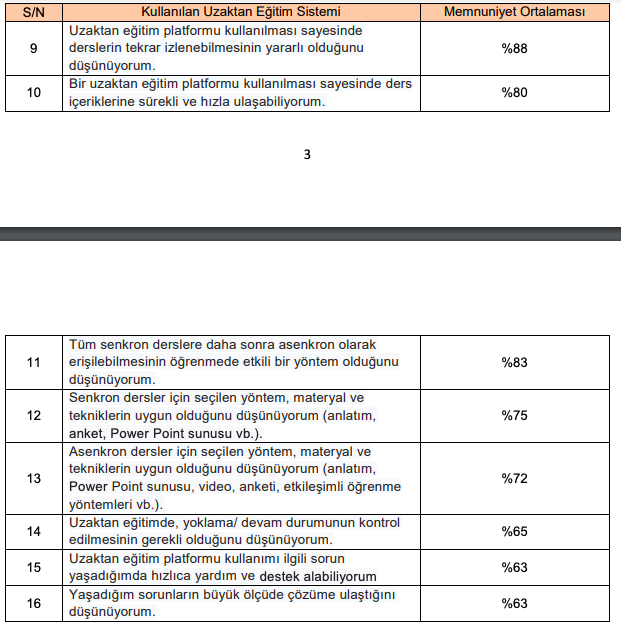 S/N Kullanılan Uzaktan Eğitim Sistemi Memnuniyet Ortalaması
Uzaktan eğitim platformu kullanılması sayesinde
9 derslerin tekrar izlenebilmesinin yararlı olduğunu %88
düşünüyorum.
10 Bir uzaktan eğitim platformu kullanılması sayesinde ders %80
içeriklerine sürekli ve hızla ulaşabiliyorum.
3
Tüm senkron derslere daha sonra asenkron olarak
11 erişilebilmesinin öğrenmede etkili bir yöntem olduğunu %83
düşünüyorum.
Senkron dersler için seçilen yöntem, materyal ve
12 tekniklerin uygun olduğunu düşünüyorum (anlatım, %75
anket, Power Point sunusu vb.).
Asenkron dersler için seçilen yöntem, materyal ve
tekniklerin uygun olduğunu düşünüyorum (anlatım,
13 Power Point sunusu, video, anketi, etkileşimli öğrenme %72
yöntemleri vb.).
14 Uzaktan eğitimde, yoklama/ devam durumunun kontrol %65
edilmesinin gerekli olduğunu düşünüyorum.
15 Uzaktan eğitim platformu kullanımı ilgili sorun %63
yaşadığımda hızlıca yardım ve destek alabiliyorum
16 Yaşadığım sorunların büyük ölçüde çözüme ulaştığını %63
düşünüyorum.